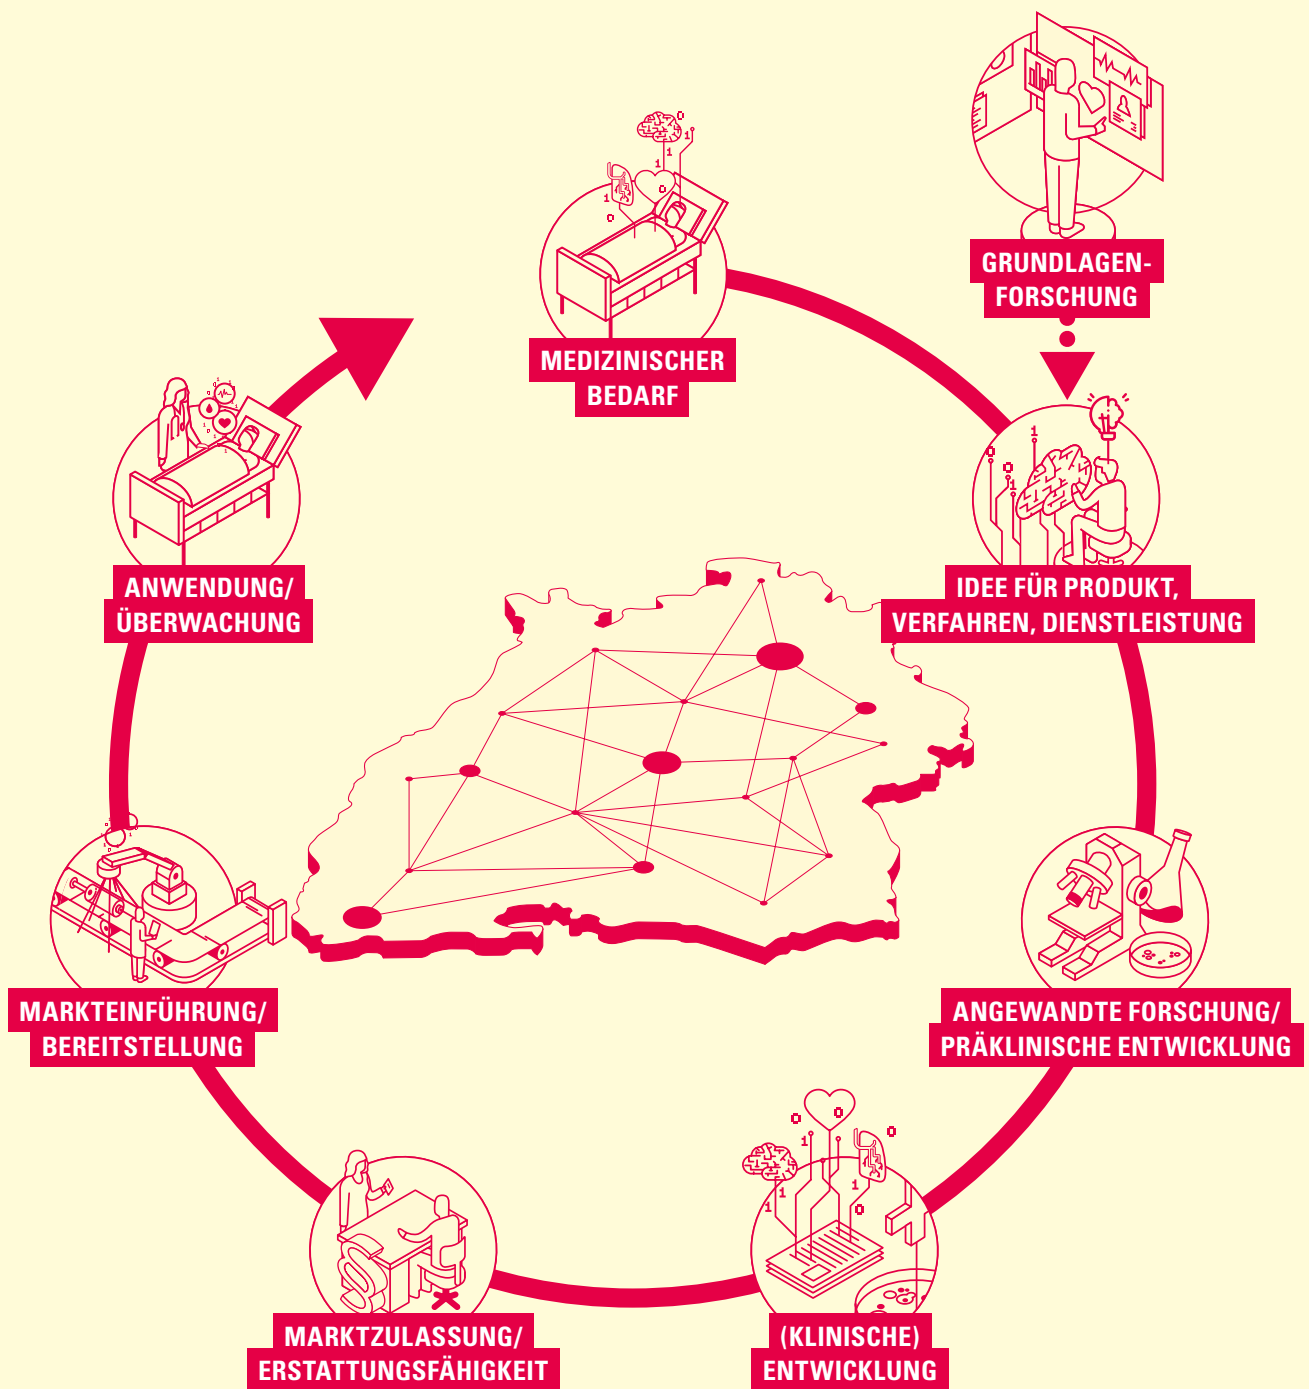 GRUNDLAGEN-
FORSCHUNG
MEDIZINISCHER
BEDARF
IDEE FÜR PRODUKT,
VERFAHREN, DIENSTLEISTUNG
ANGEWANDTE FORSCHUNG/
PRÄKLINISCHE ENTWICKLUNG
(KLINISCHE)
ENTWICKLUNG
MARKTZULASSUNG/
ERSTATTUNGSFÄHIGKEIT
MARKTEINFÜHRUNG/
BEREITSTELLUNG
ANWENDUNG/
ÜBERWACHUNG